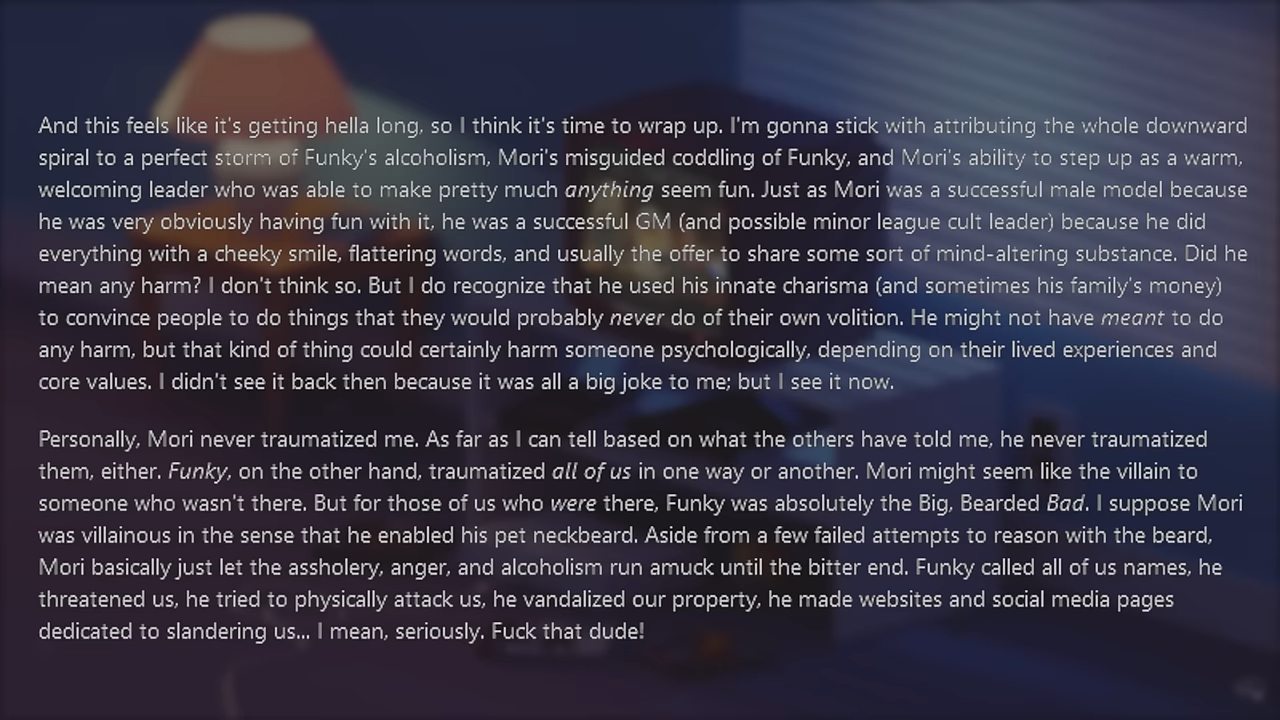 And this feels like it's getting hella long, so I think it's time to wrap up. I'm gonna stick with attributing the whole downward
spiral to a perfect storm of Funky's alcoholism, Mori's misguided coddling of Funky, and Mori's ability to step up as a warm,
welcoming leader who was able to make pretty much anything seem fun. Just as Mori was a successful male model because
he was very obviously having fun with it, he was a successful GM (and possible minor league cult leader) because he did
everything with a cheeky smile, flattering words, and usually the offer to share some sort of mind-altering substance. Did he
mean any harm? I don't think so. But I do recognize that he used his innate charisma (and sometimes his family's money)
to convince people to do things that they would probably never do of their own volition. He might not have meant to do
any harm, but that kind of thing could certainly harm someone psychologically, depending on their lived experiences and
core values. I didn't see it back then because it was all a big joke to me; but I see it now.
Personally, Mori never traumatized me. As far as I can tell based on what the others have told me, he never traumatized
them, either. Funky, on the other hand, traumatized all of us in one way or another. Mori might seem like the villain to
someone who wasn't there. But for those of us who were there, Funky was absolutely the Big, Bearded Bad. I suppose Mori
was villainous in the sense that he enabled his pet neckbeard. Aside from a few failed attempts to reason with the beard,
Mori basically just let the assholery, anger, and alcoholism run amuck until the bitter end. Funky called all of us names, he
threatened us, he tried to physically attack us, he vandalized our property, he made websites and social media pages
dedicated to slandering us... I mean, seriously. Fuck that dude!